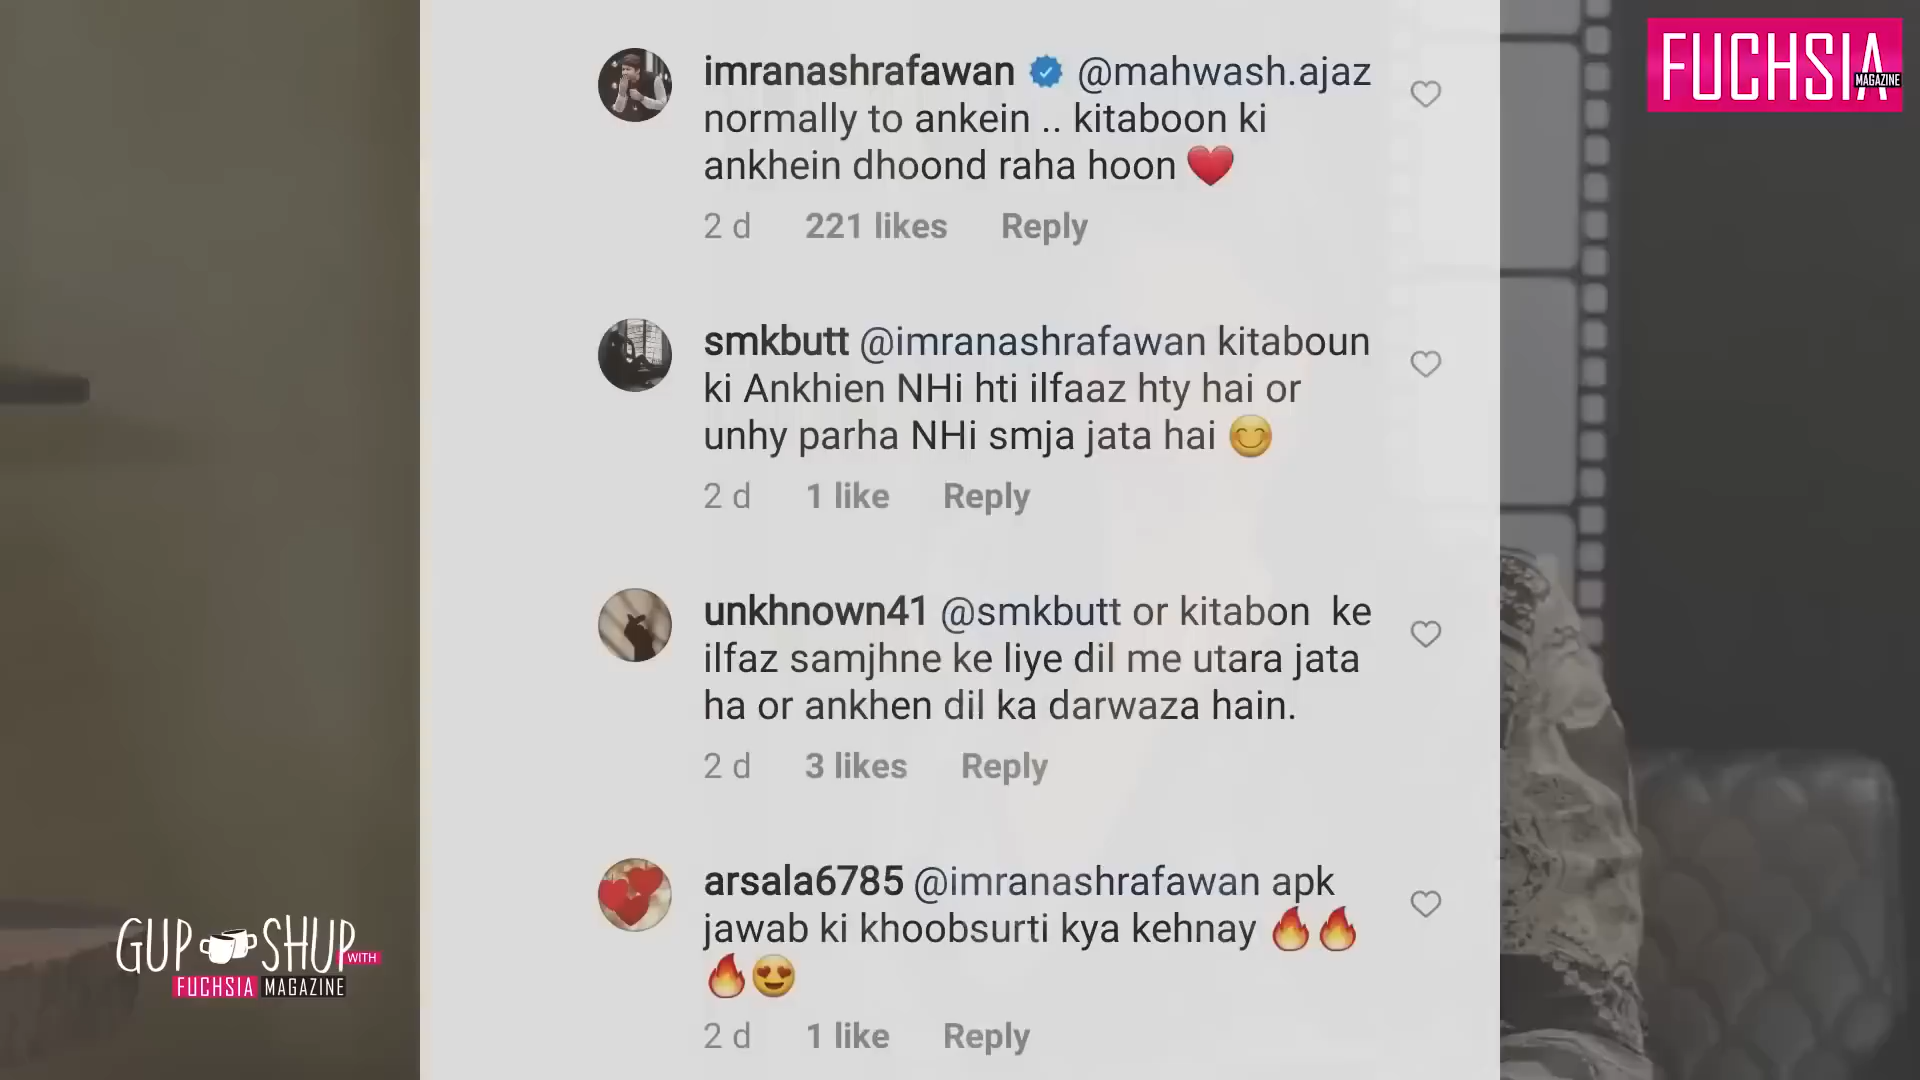 FUCHSIA
MAGAZINE
imranashrafawan @mahwash.ajaz
normally to ankein .. kitaboon ki
ankhein dhoond raha hoon ❤️
2 d 221 likes Reply
smkbutt @imranashrafawan kitaboun
ki Ankhien NHi hti ilfaaz hty hai or
unhy parha NHi smja jata hai 😊
2 d 1 like Reply
unkhnown41 @smkbutt or kitabon ke
ilfaz samjhne ke liye dil me utara jata
ha or ankhen dil ka darwaza hain.
2 d 3 likes Reply
arsala6785 @imranashrafawan apk
jawab ki khoobsurti kya kehnay 🔥🔥
🔥😍
2 d 1 like Reply
GUP SHUP WITH
FUCHSIA MAGAZINE